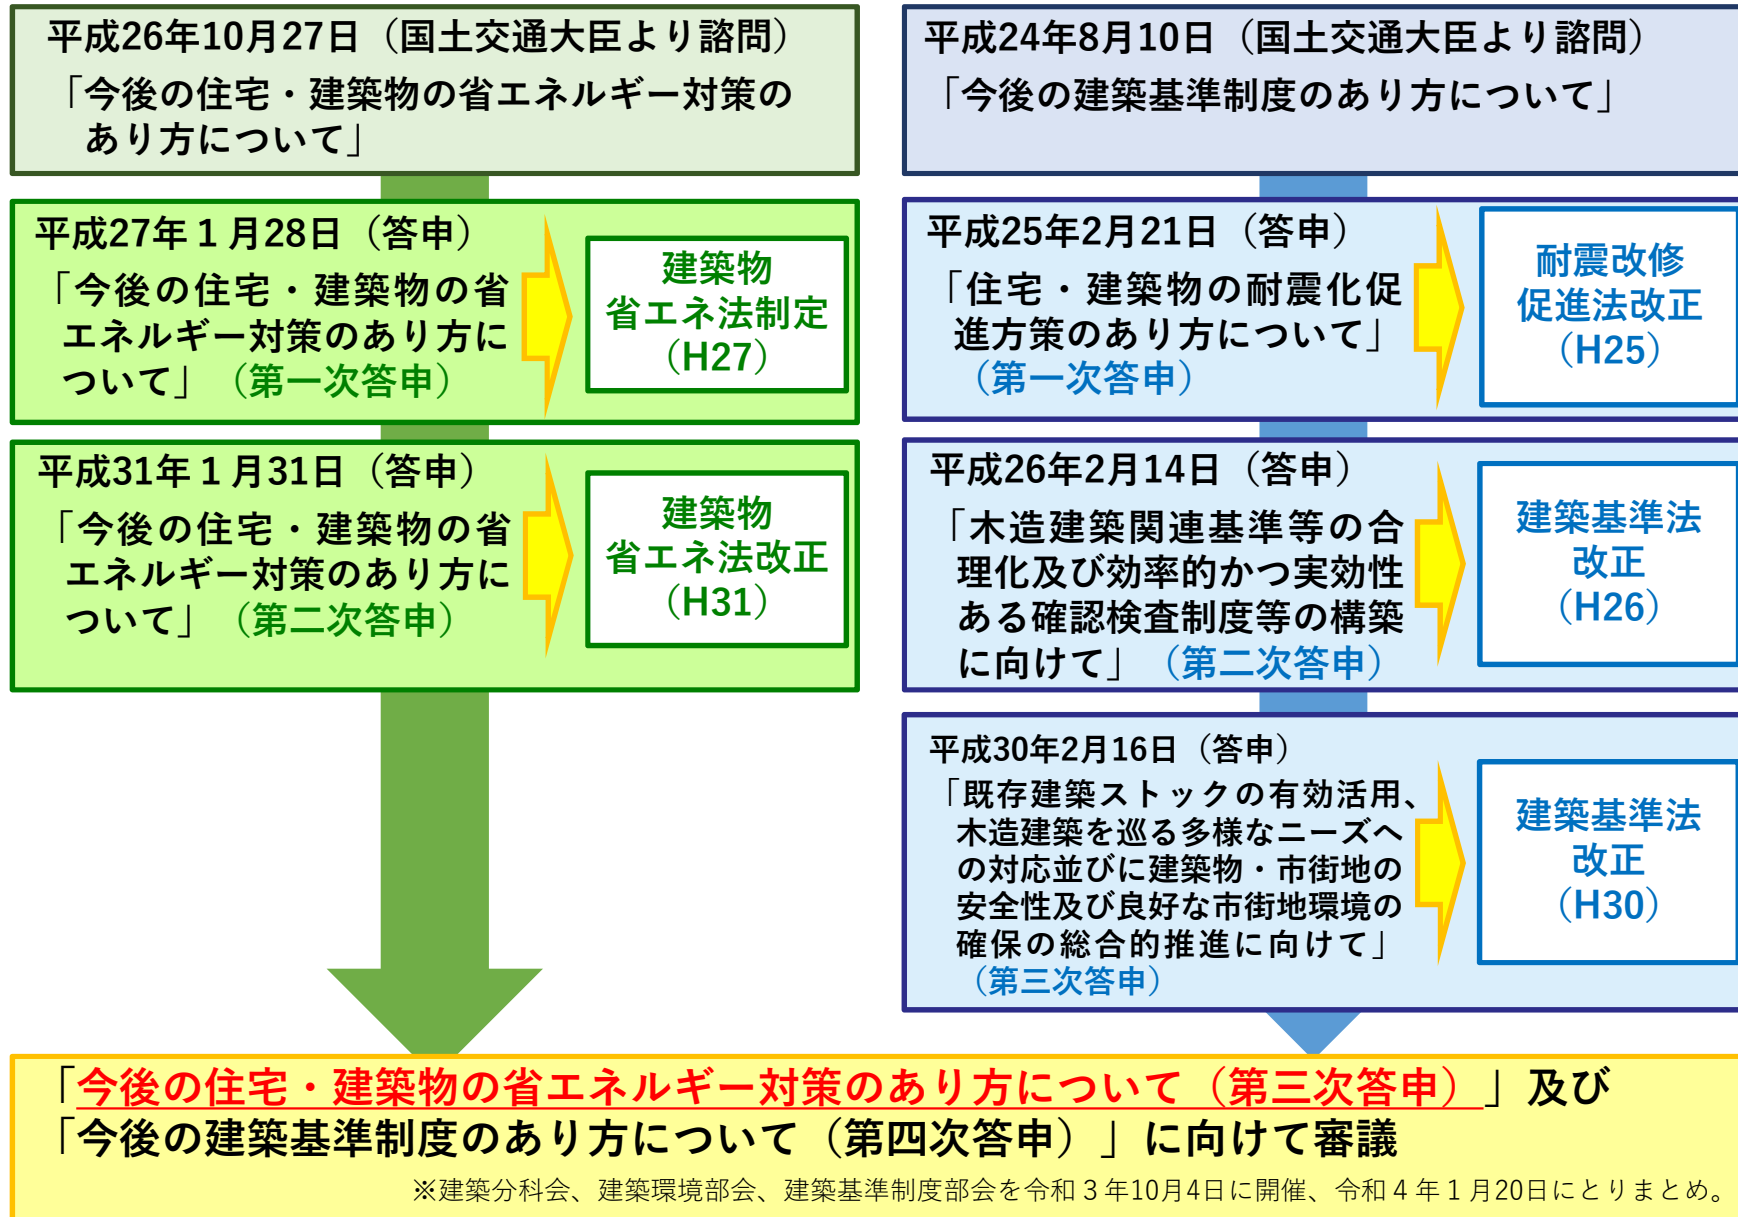 平成26年10月27日（国土交通大臣より諮問）
「今後の住宅・建築物の省エネルギー対策の
あり方について」
平成27年１月28日（答申）
「今後の住宅・建築物の省
エネルギー対策のあり方に
ついて」（第一次答申）
建築物
省エネ法制定
（H27）
平成31年１月31日（答申）
「今後の住宅・建築物の省
エネルギー対策のあり方に
ついて」（第二次答申）
建築物
省エネ法改正
（H31）
平成24年8月10日（国土交通大臣より諮問）
「今後の建築基準制度のあり方について」
平成25年2月21日（答申）
「住宅・建築物の耐震化促
進方策のあり方について」
（第一次答申）
耐震改修
促進法改正
（H25）
平成26年2月14日（答申）
「木造建築関連基準等の合
理化及び効率的かつ実効性
ある確認検査制度等の構築
に向けて」（第二次答申）
建築基準法
改正
（H26）
平成30年2月16日（答申）
「既存建築ストックの有効活用、
木造建築を巡る多様なニーズへ
の対応並びに建築物・市街地の
安全性及び良好な市街地環境の
確保の総合的推進に向けて」
（第三次答申）
建築基準法
改正
（H30）
「今後の住宅・建築物の省エネルギー対策のあり方について（第三次答申）」及び
「今後の建築基準制度のあり方について（第四次答申）」に向けて審議
※建築分科会、建築環境部会、建築基準制度部会を令和３年10月4日に開催、令和４年１月20日にとりまとめ。